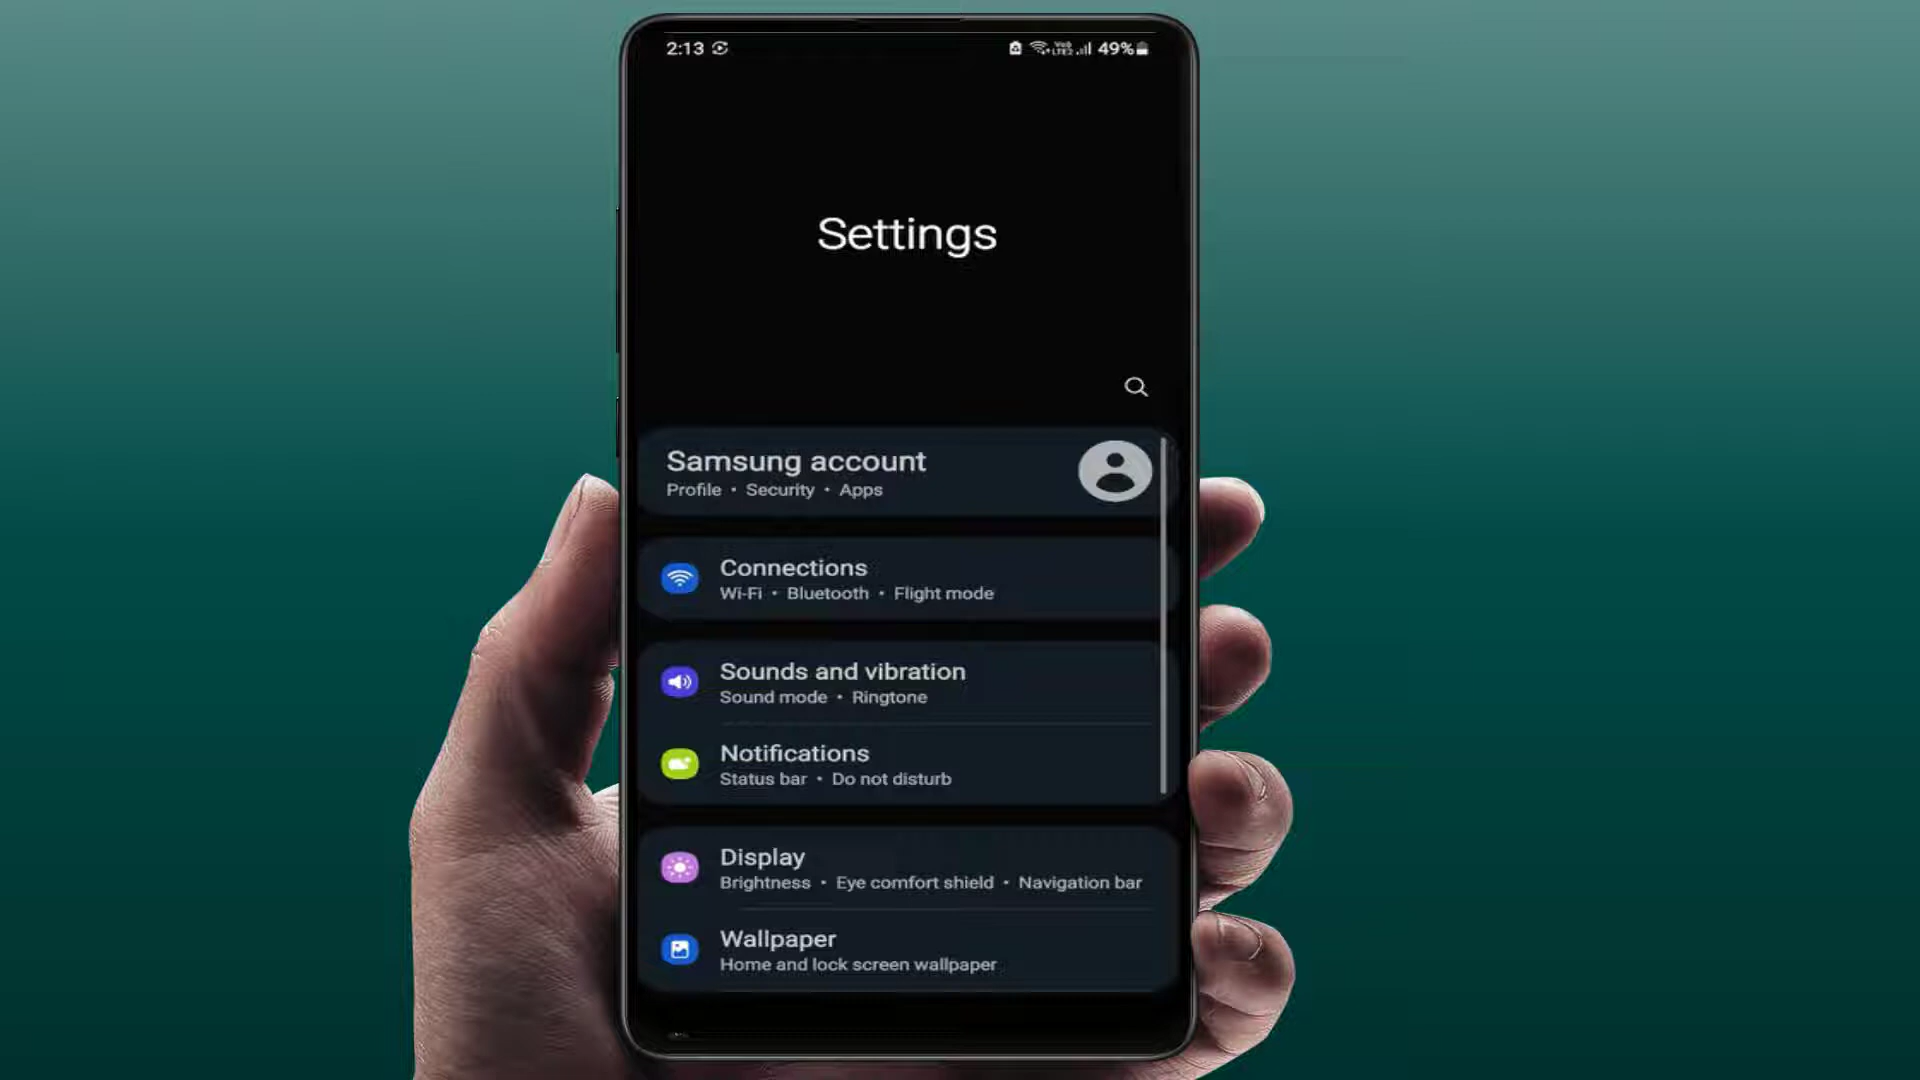 2:13 49%
Settings
Samsung account
Profile • Security • Apps
Connections
Wi-Fi • Bluetooth • Flight mode
Sounds and vibration
Sound mode • Ringtone
Notifications
Status bar • Do not disturb
Display
Brightness • Eye comfort shield • Navigation bar
Wallpaper
Home and lock screen wallpaper